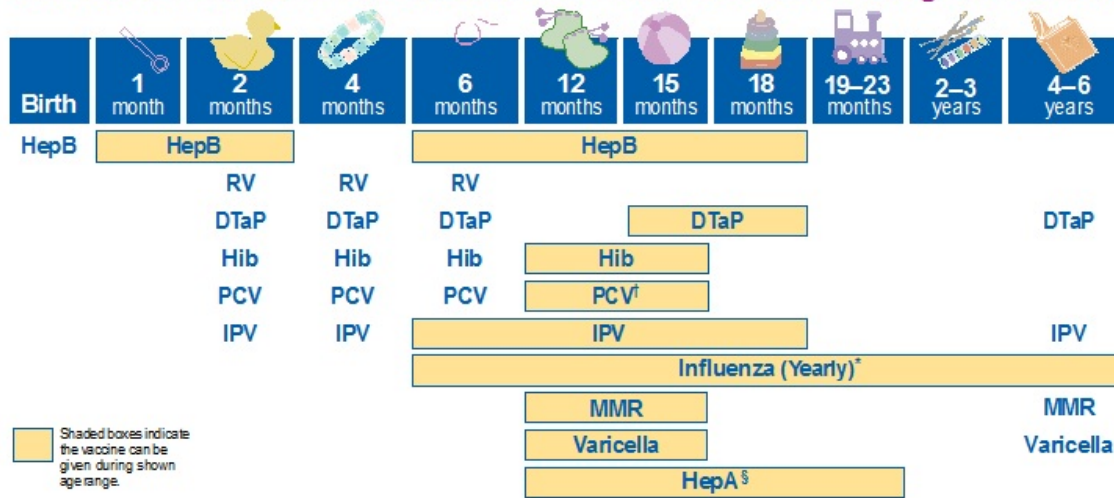 Birth
1 month
2 months
4 months
6 months
12 months
15 months
18 months
19–23 months
2–3 years
4–6 years
HepB HepB HepB
RV RV RV
DTaP DTaP DTaP DTaP DTaP
Hib Hib Hib Hib
PCV PCV PCV PCV†
IPV IPV IPV IPV
Influenza (Yearly)*
MMR MMR
Varicella Varicella
HepA§
Shaded boxes indicate
the vaccine can be
given during shown
age range.